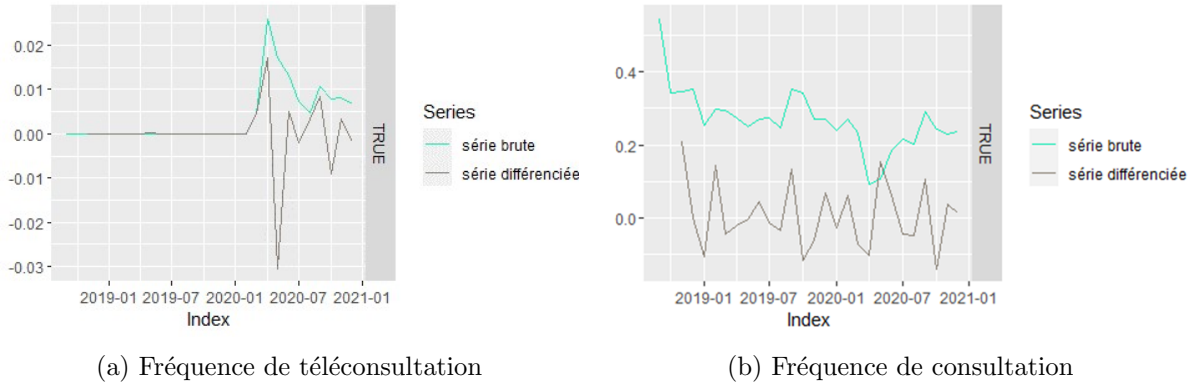 0.02
0.01
0.00
-0.01
-0.02
-0.03
2019-01 2019-07 2020-01 2020-07 2021-01
Index
TRUE
Series
série brute
série différenciée
(a) Fréquence de téléconsultation
0.4
0.2
0.0
2019-01 2019-07 2020-01 2020-07 2021-01
Index
TRUE
Series
série brute
série différenciée
(b) Fréquence de consultation